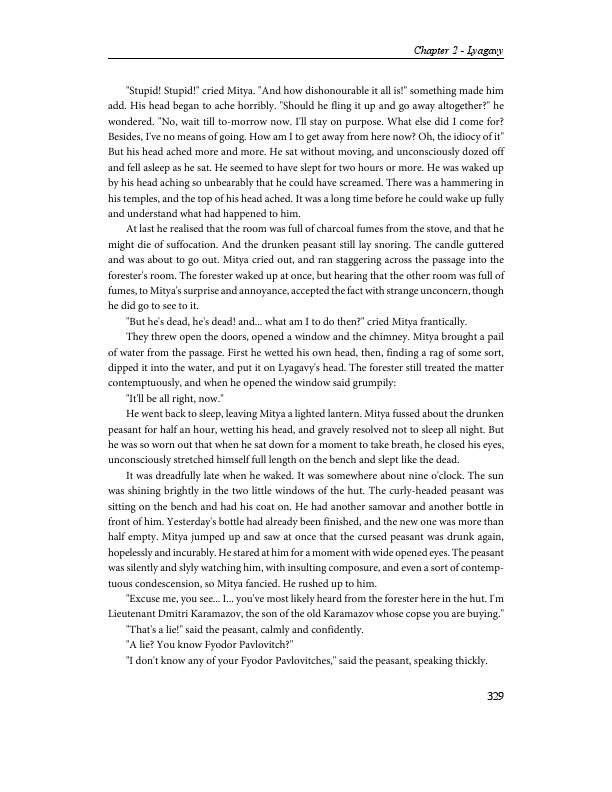 Chapter 2 - Lyagavy
"Stupid! Stupid!" cried Mitya. "And how dishonourable it all is!" something made him
add. His head began to ache horribly. "Should he fling it up and go away altogether?" he
wondered. "No, wait till to-morrow now. I'll stay on purpose. What else did I come for?
Besides, I've no means of going. How am I to get away from here now? Oh, the idiocy of it"
But his head ached more and more. He sat without moving, and unconsciously dozed off
and fell asleep as he sat. He seemed to have slept for two hours or more. He was waked up
by his head aching so unbearably that he could have screamed. There was a hammering in
his temples, and the top of his head ached. It was a long time before he could wake up fully
and understand what had happened to him.
At last he realised that the room was full of charcoal fumes from the stove, and that he
might die of suffocation. And the drunken peasant still lay snoring. The candle guttered
and was about to go out. Mitya cried out, and ran staggering across the passage into the
forester's room. The forester waked up at once, but hearing that the other room was full of
fumes, to Mitya's surprise and annoyance, accepted the fact with strange unconcern, though
he did go to see to it.
"But he's dead, he's dead! and... what am I to do then?" cried Mitya frantically.
They threw open the doors, opened a window and the chimney. Mitya brought a pail
of water from the passage. First he wetted his own head, then, finding a rag of some sort,
dipped it into the water, and put it on Lyagavy's head. The forester still treated the matter
contemptuously, and when he opened the window said grumpily:
"It'll be all right, now."
He went back to sleep, leaving Mitya a lighted lantern. Mitya fussed about the drunken
peasant for half an hour, wetting his head, and gravely resolved not to sleep all night. But
he was so worn out that when he sat down for a moment to take breath, he closed his eyes,
unconsciously stretched himself full length on the bench and slept like the dead.
It was dreadfully late when he waked. It was somewhere about nine o'clock. The sun
was shining brightly in the two little windows of the hut. The curly-headed peasant was
sitting on the bench and had his coat on. He had another samovar and another bottle in
front of him. Yesterday's bottle had already been finished, and the new one was more than
half empty. Mitya jumped up and saw at once that the cursed peasant was drunk again,
hopelessly and incurably. He stared at him for a moment with wide opened eyes. The peasant
was silently and slyly watching him, with insulting composure, and even a sort of contemp-
tuous condescension, so Mitya fancied. He rushed up to him.
"Excuse me, you see... I... you've most likely heard from the forester here in the hut. I'm
Lieutenant Dmitri Karamazov, the son of the old Karamazov whose copse you are buying."
"That's a lie!" said the peasant, calmly and confidently.
"A lie? You know Fyodor Pavlovitch?"
"I don't know any of your Fyodor Pavlovitches," said the peasant, speaking thickly.
329